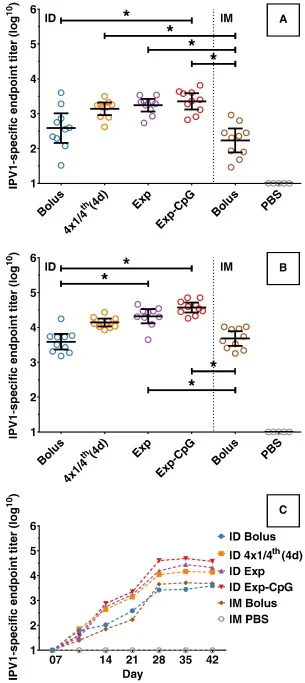 ID
IM
A
*
*
*
*
IPV1-specific endpoint titer (log10)
6
5
4
3
2
1
Bolus
4x1/4th (4d)
Exp
Exp-CpG
Bolus
PBS
ID
IM
B
*
*
*
*
IPV1-specific endpoint titer (log10)
6
5
4
3
2
1
Bolus
4x1/4th (4d)
Exp
Exp-CpG
Bolus
PBS
C
IPV1-specific endpoint titer (log10)
6
5
4
3
2
1
07 14 21 28 35 42
Day
ID Bolus
ID 4x1/4th (4d)
ID Exp
ID Exp-CpG
IM Bolus
IM PBS